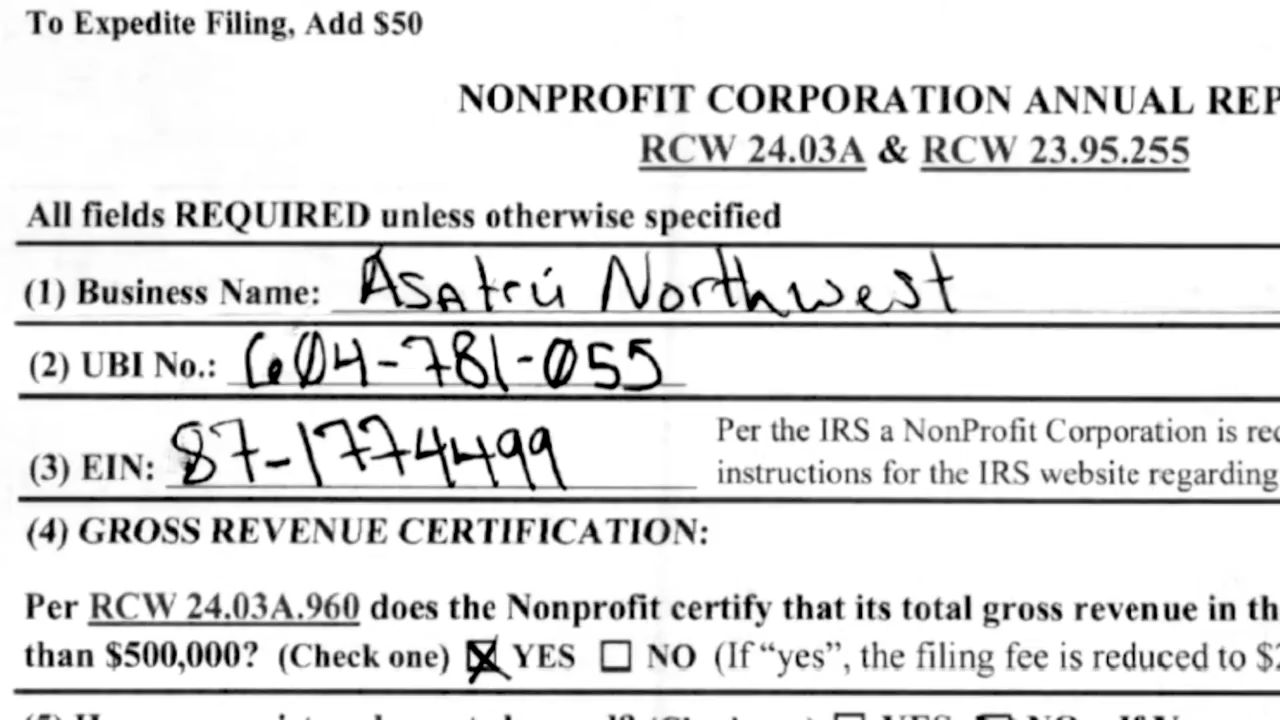 To Expedite Filing, Add $50
NONPROFIT CORPORATION ANNUAL REP
RCW 24.03A & RCW 23.95.255
All fields REQUIRED unless otherwise specified
(1) Business Name: Asatrú Northwest
(2) UBI No.: 604-781-055
(3) EIN: 87-1774499
Per the IRS a NonProfit Corporation is rec
instructions for the IRS website regarding
(4) GROSS REVENUE CERTIFICATION:
Per RCW 24.03A.960 does the Nonprofit certify that its total gross revenue in th
than $500,000? (Check one) ☒ YES ☐ NO (If “yes”, the filing fee is reduced to $2